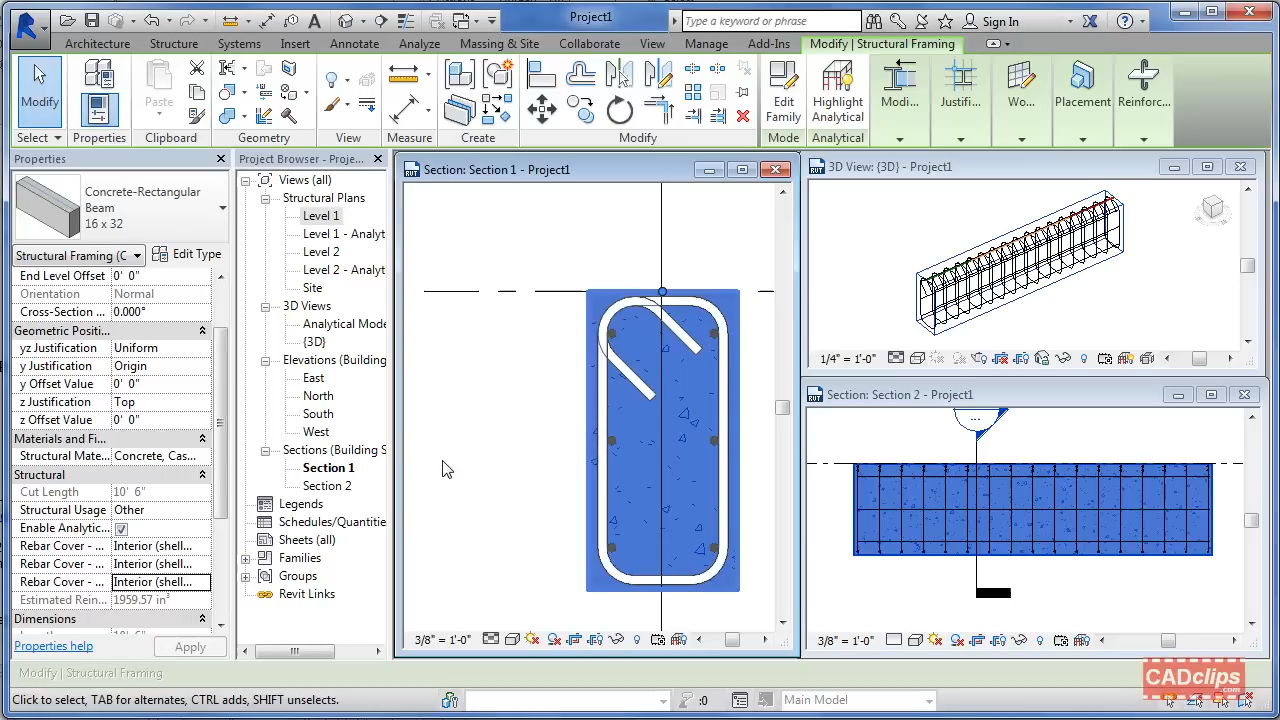 Project1
Type a keyword or phrase
Sign In
Architecture
Structure
Systems
Insert
Annotate
Analyze
Massing & Site
Collaborate
View
Manage
Add-Ins
Modify | Structural Framing
Modify
Paste
Edit
Family
Highlight
Analytical
Modi...
Justifi...
Wo...
Placement
Reinforc...
Select
Properties
Clipboard
Geometry
View
Measure
Create
Modify
Mode
Analytical
Properties
Concrete-Rectangular
Beam
16 x 32
Structural Framing (C
Edit Type
End Level Offset 0' 0"
Orientation Normal
Cross-Section ... 0.000°
Geometric Positi...
yz Justification Uniform
y Justification Origin
y Offset Value 0' 0"
z Justification Top
z Offset Value 0' 0"
Materials and Fi...
Structural Mate... Concrete, Cas...
Structural
Cut Length 10' 6"
Structural Usage Other
Enable Analytic...
Rebar Cover - ... Interior (shell...
Rebar Cover - ... Interior (shell...
Rebar Cover - ... Interior (shell...
Estimated Rein... 1959.57 in³
Dimensions
Properties help
Apply
Project Browser - Proje...
Views (all)
Structural Plans
Level 1
Level 1 - Analyt
Level 2
Level 2 - Analyt
Site
3D Views
Analytical Mode
{3D}
Elevations (Building
East
North
South
West
Sections (Building S
Section 1
Section 2
Legends
Schedules/Quantitie
Sheets (all)
Families
Groups
Revit Links
Section: Section 1 - Project1
3/8" = 1'-0"
3D View: {3D} - Project1
1/4" = 1'-0"
Section: Section 2 - Project1
3/8" = 1'-0"
Modify | Structural Framing
Click to select, TAB for alternates, CTRL adds, SHIFT unselects.
:0
Main Model
CADclips
.com